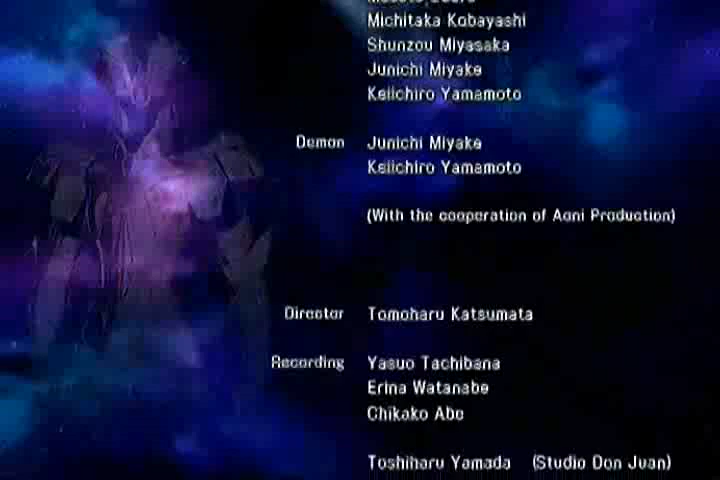 Michitaka Kobayashi
Shunzou Miyasaka
Junichi Miyake
Keiichiro Yamamoto
Demon Junichi Miyake
Keiichiro Yamamoto
(With the cooperation of Aoni Production)
Director Tomoharu Katsumata
Recording Yasuo Tachibana
Erina Watanabe
Chikako Abe
Toshiharu Yamada (Studio Don Juan)